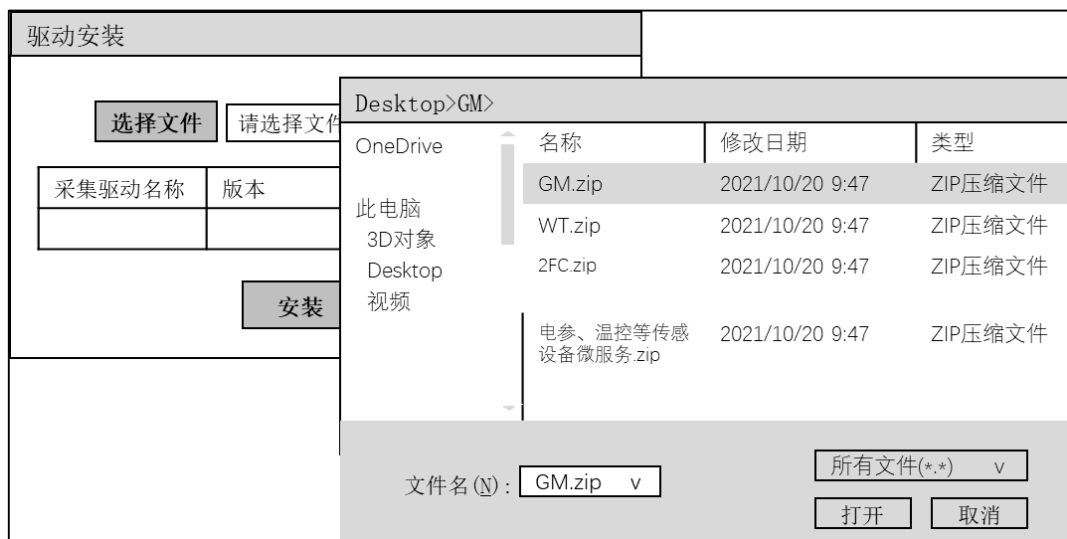 驱动安装
选择文件
请选择文件
采集驱动名称 版本
安装
Desktop>GM>
OneDrive
此电脑
3D对象
Desktop
视频
名称 修改日期 类型
GM.zip 2021/10/20 9:47 ZIP压缩文件
WT.zip 2021/10/20 9:47 ZIP压缩文件
2FC.zip 2021/10/20 9:47 ZIP压缩文件
电参、温控等传感 2021/10/20 9:47 ZIP压缩文件
设备微服务.zip
文件名(N): GM.zip v
所有文件(*.*) v
打开 取消